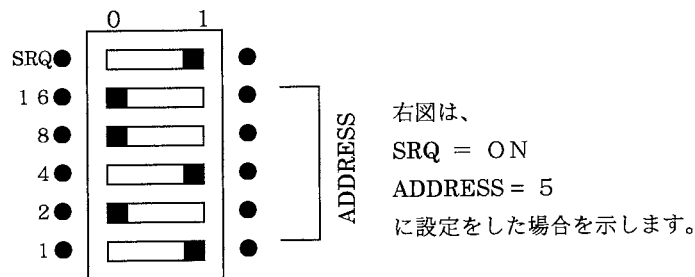 0 1
SRQ
16
8
4
2
1
ADDRESS
右図は、
SRQ = ON
ADDRESS = 5
に設定をした場合を示します。